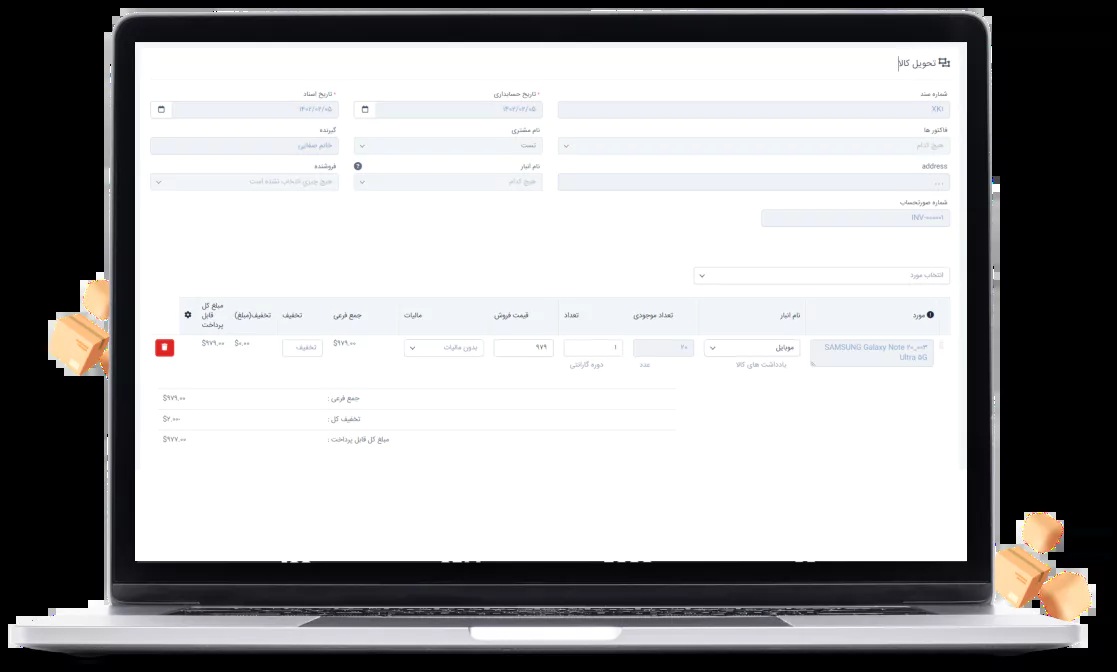 تحویل کالا
شماره سند
XK۱
* تاریخ حسابداری
۱۴۰۲/۰۲/۰۵
* تاریخ اسناد
۱۴۰۲/۰۲/۰۵
فاکتور ها
هیچ کدام
نام مشتری
تست
گیرنده
خانم صفایی
address
...
نام انبار
هیچ کدام
فروشنده
هیچ چیزی انتخاب نشده است
شماره صورتحساب
INV-۰۰۰۰۰۱
انتخاب مورد
مورد
نام انبار
تعداد موجودی
تعداد
قیمت فروش
مالیات
جمع فرعی
تخفیف
تخفیف(مبلغ)
مبلغ کل
قابل
پرداخت
SAMSUNG Galaxy Note ۲۰_۰۰۳
Ultra ۵G
موبایل
۲۰
۱
۹۷۹
بدون مالیات
$۹۷۹.۰۰
تخفیف
$۰.۰۰
$۹۷۹.۰۰
یادداشت های کالا
عدد
دوره گارانتی
جمع فرعی :
$۹۷۹.۰۰
تخفیف کل :
$۲.۰۰-
مبلغ کل قابل پرداخت :
$۹۷۷.۰۰